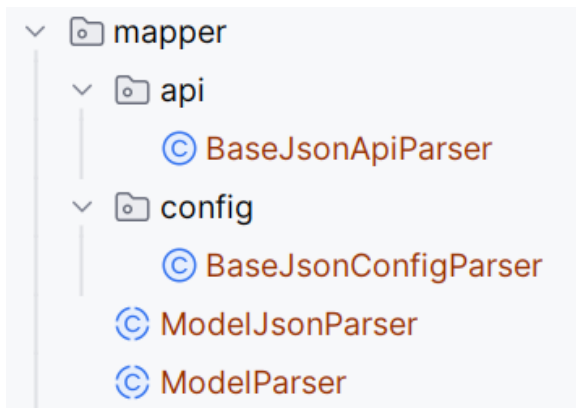 mapper
api
BaseJsonApiParser
config
BaseJsonConfigParser
ModelJsonParser
ModelParser